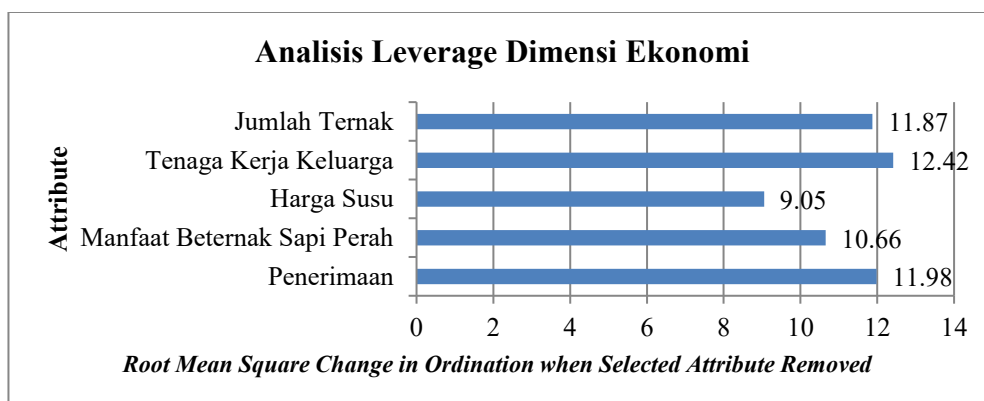 Analisis Leverage Dimensi Ekonomi
Attribute
Jumlah Ternak 11.87
Tenaga Kerja Keluarga 12.42
Harga Susu 9.05
Manfaat Beternak Sapi Perah 10.66
Penerimaan 11.98
0 2 4 6 8 10 12 14
Root Mean Square Change in Ordination when Selected Attribute Removed